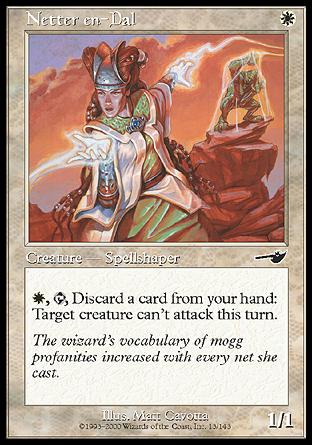 Netter en-Dal
Creature — Spellshaper
, , Discard a card from your hand:
Target creature can't attack this turn.
The wizard's vocabulary of mogg
profanities increased with every net she
cast.
Illus. Matt Cavotta
©1993-2000 Wizards of the Coast, Inc. 13/143
1/1